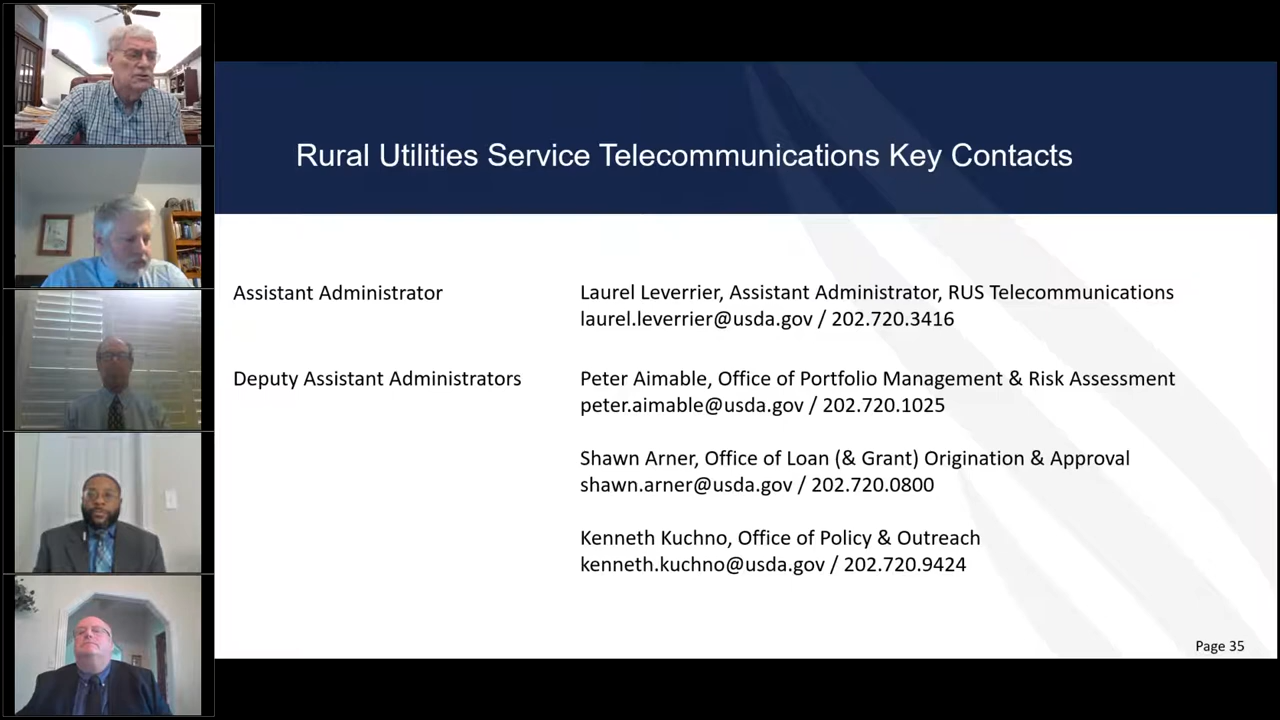 Rural Utilities Service Telecommunications Key Contacts
Assistant Administrator
Laurel Leverrier, Assistant Administrator, RUS Telecommunications
laurel.leverrier@usda.gov / 202.720.3416
Deputy Assistant Administrators
Peter Aimable, Office of Portfolio Management & Risk Assessment
peter.aimable@usda.gov / 202.720.1025
Shawn Arner, Office of Loan (& Grant) Origination & Approval
shawn.arner@usda.gov / 202.720.0800
Kenneth Kuchno, Office of Policy & Outreach
kenneth.kuchno@usda.gov / 202.720.9424
Page 35